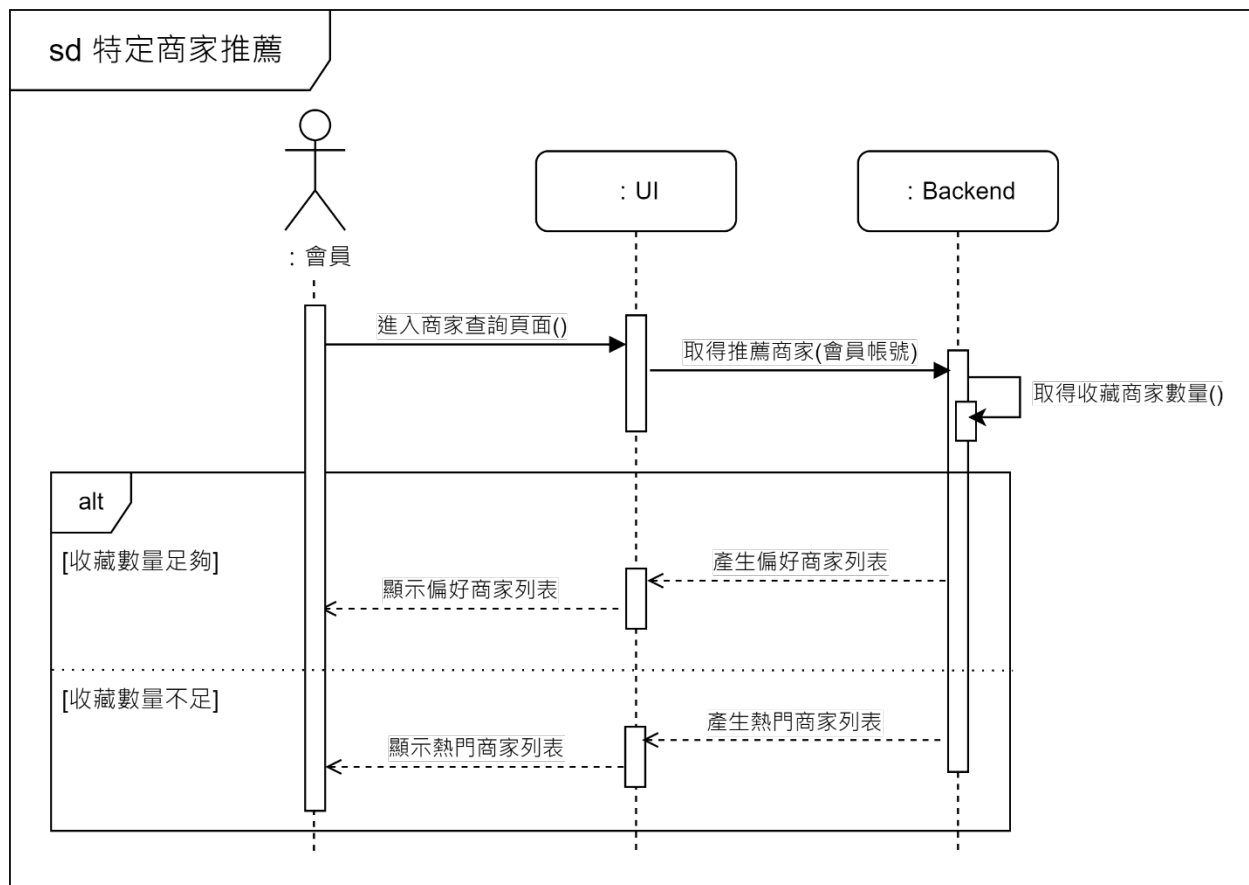 sd 特定商家推薦
: UI
: Backend
: 會員
進入商家查詢頁面()
取得推薦商家(會員帳號)
取得收藏商家數量()
alt
[收藏數量足夠]
產生偏好商家列表
顯示偏好商家列表
[收藏數量不足]
產生熱門商家列表
顯示熱門商家列表